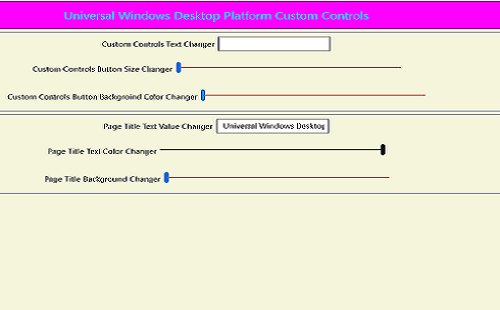 Universal Windows Desktop Platform Custom Controls
Custom Controls Text Changer
Custom Controls Button Size Changer
Custom Controls Button Background Color Changer
Page Title Text Value Changer Universal Windows Desktop
Page Title Text Color Changer
Page Title Background Changer